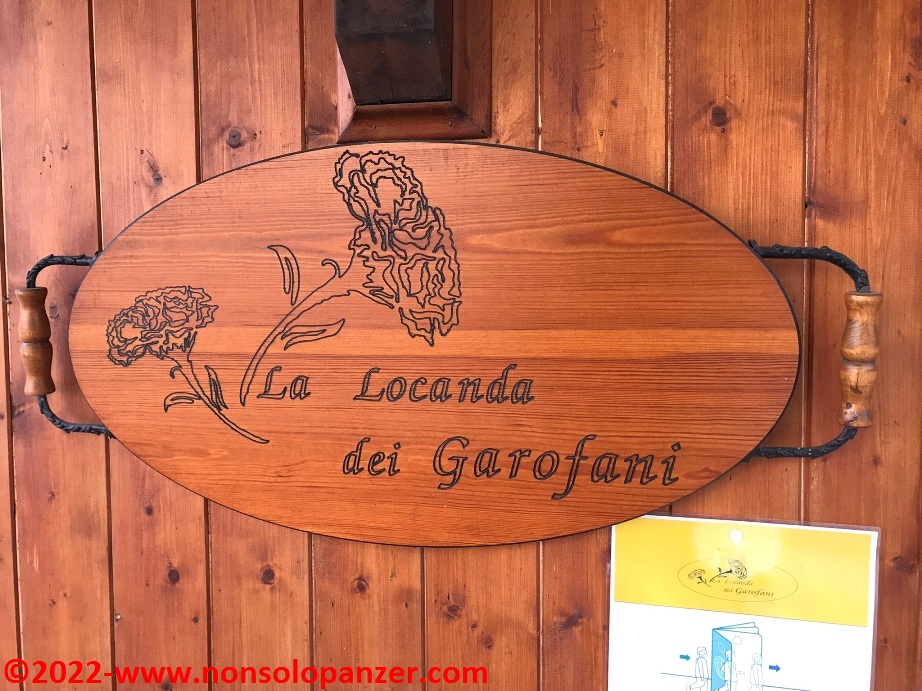 La Locanda
dei Garofani
La Locanda
dei Garofani
©2022-www.nonsolopanzer.com